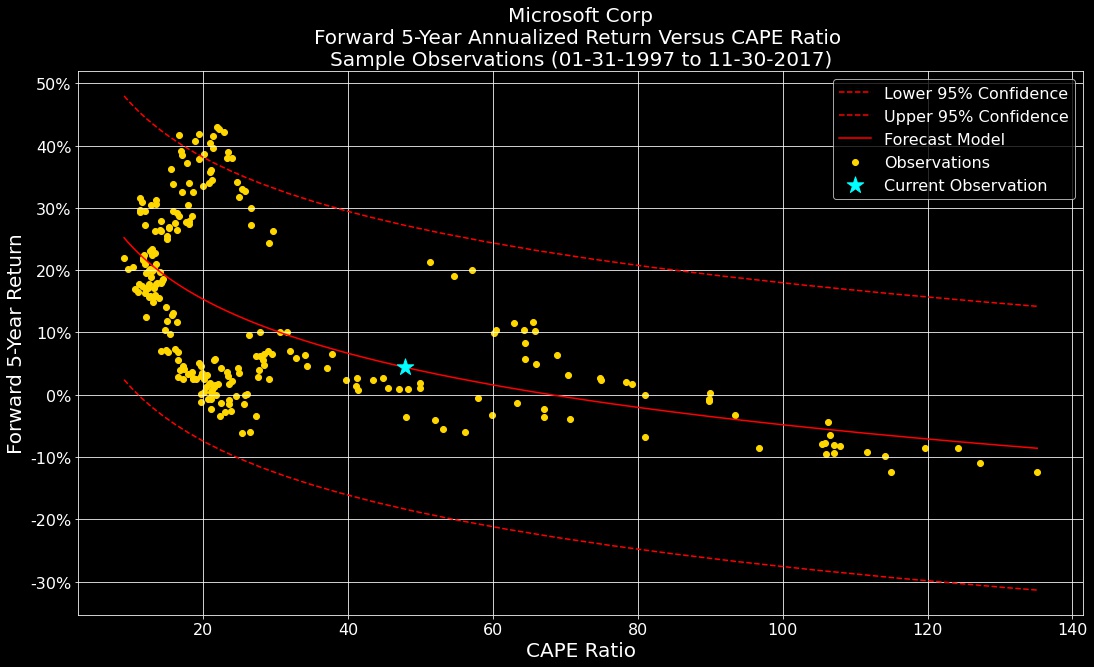 Microsoft Corp
Forward 5-Year Annualized Return Versus CAPE Ratio
Sample Observations (01-31-1997 to 11-30-2017)
Lower 95% Confidence
Upper 95% Confidence
Forecast Model
Observations
Current Observation
Forward 5-Year Return
50%
40%
30%
20%
10%
0%
-10%
-20%
-30%
20 40 60 80 100 120 140
CAPE Ratio